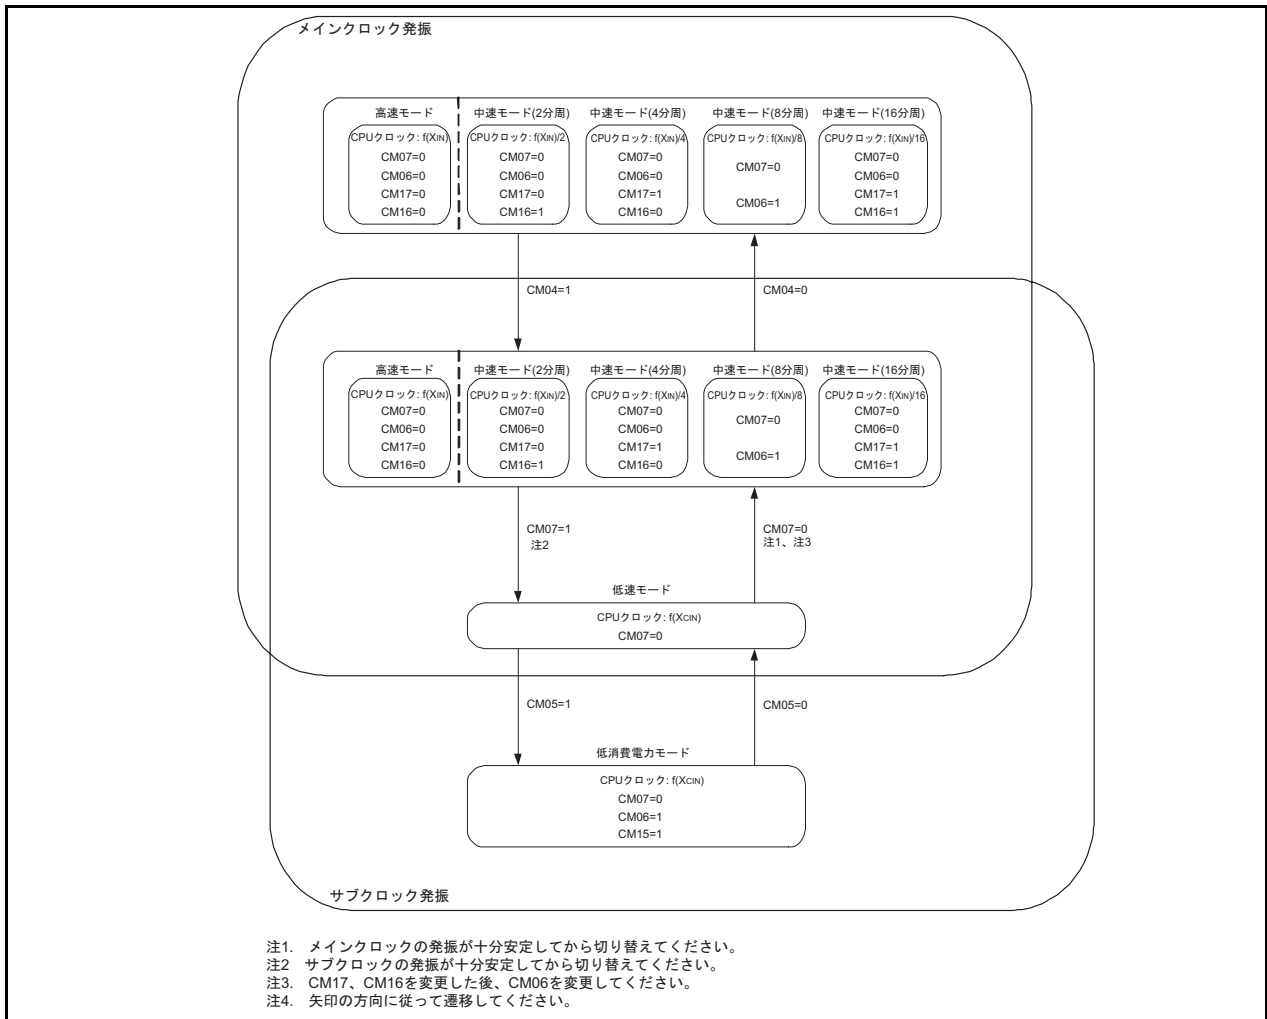 メインクロック発振
高速モード 中速モード(2分周) 中速モード(4分周) 中速モード(8分周) 中速モード(16分周)
CPUクロック: f(XIN) CPUクロック: f(XIN)/2 CPUクロック: f(XIN)/4 CPUクロック: f(XIN)/8 CPUクロック: f(XIN)/16
CM07=0 CM07=0 CM07=0 CM07=0 CM07=0
CM06=0 CM06=0 CM06=0 CM06=1 CM06=0
CM17=0 CM17=0 CM17=1 CM17=1
CM16=0 CM16=1 CM16=0 CM16=1
CM04=1 CM04=0
高速モード 中速モード(2分周) 中速モード(4分周) 中速モード(8分周) 中速モード(16分周)
CPUクロック: f(XIN) CPUクロック: f(XIN)/2 CPUクロック: f(XIN)/4 CPUクロック: f(XIN)/8 CPUクロック: f(XIN)/16
CM07=0 CM07=0 CM07=0 CM07=0 CM07=0
CM06=0 CM06=0 CM06=0 CM06=1 CM06=0
CM17=0 CM17=0 CM17=1 CM17=1
CM16=0 CM16=1 CM16=0 CM16=1
CM07=1 CM07=0
注2 注1、注3
低速モード
CPUクロック: f(XCIN)
CM07=0
CM05=1 CM05=0
低消費電力モード
CPUクロック: f(XCIN)
CM07=0
CM06=1
CM15=1
サブクロック発振
注1. メインクロックの発振が十分安定してから切り替えてください。
注2 サブクロックの発振が十分安定してから切り替えてください。
注3. CM17、CM16を変更した後、CM06を変更してください。
注4. 矢印の方向に従って遷移してください。